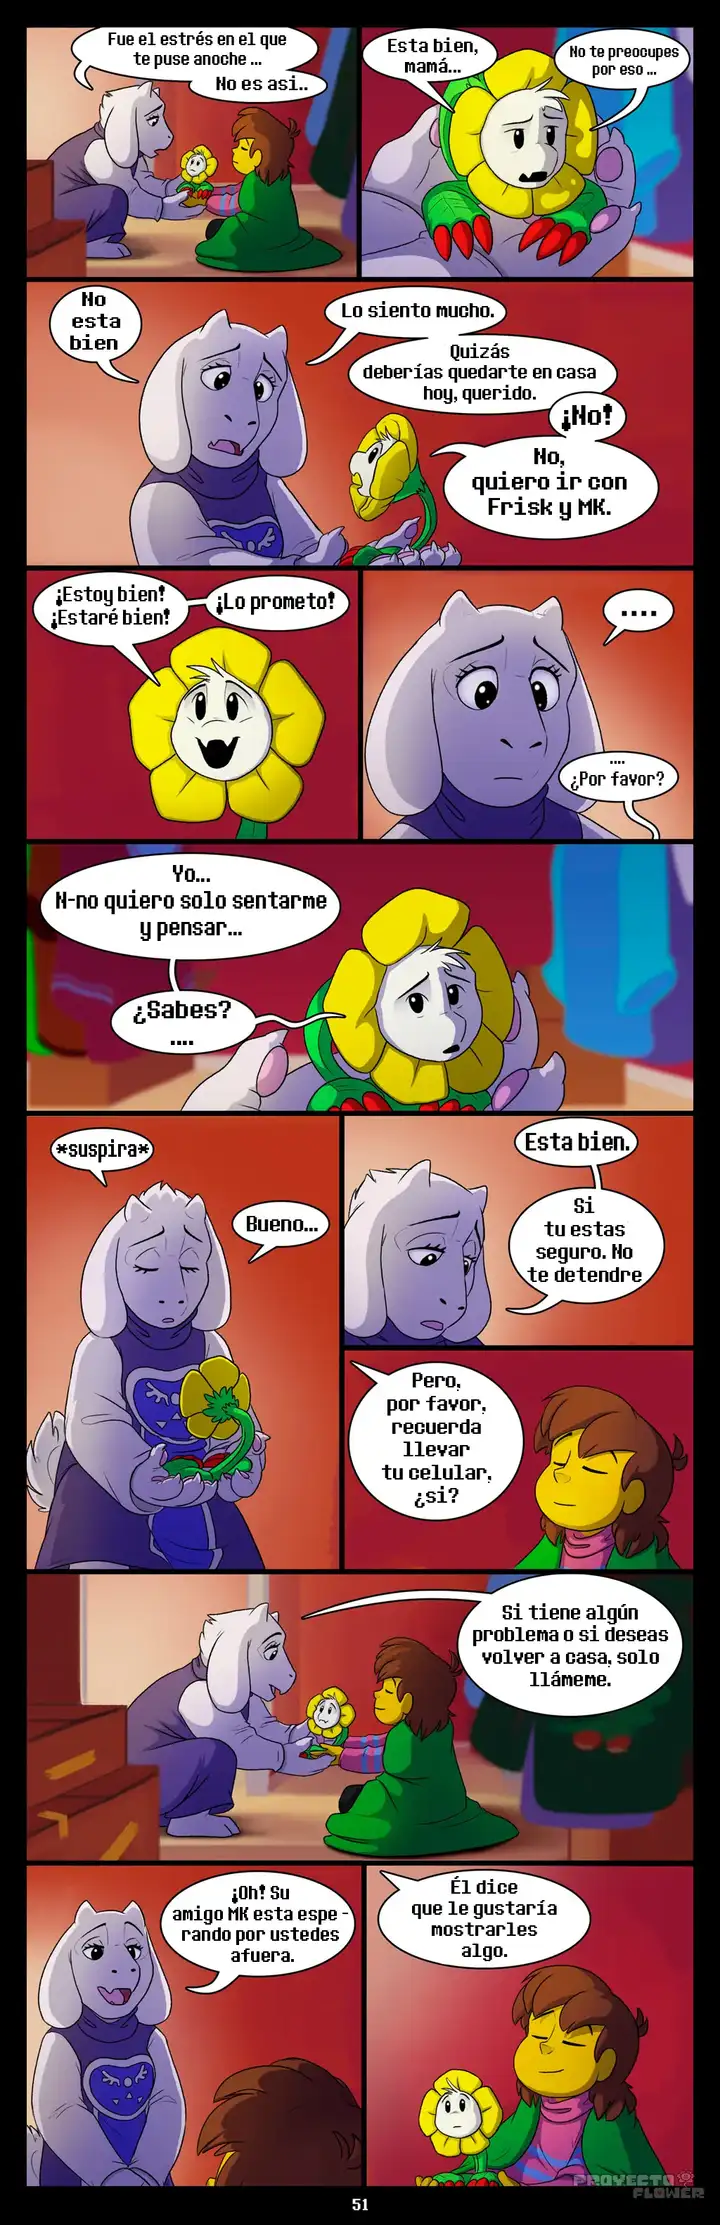 Fue el estrés en el que
te puse anoche ...
No es asi..
Esta bien,
mamá...
No te preocupes
por eso ...
No
esta
bien
Lo siento mucho.
Quizás
deberías quedarte en casa
hoy, querido.
¡No!
No,
quiero ir con
Frisk y MK.
¡Estoy bien!
¡Estaré bien!
¡Lo prometo!
....
....
¿Por favor?
Yo...
N-no quiero solo sentarme
y pensar...
¿Sabes?
....
*suspira*
Bueno...
Esta bien.
Si
tu estas
seguro. No
te detendre
Pero,
por favor,
recuerda
llevar
tu celular,
¿si?
Si tiene algún
problema o si deseas
volver a casa, solo
llámeme.
¡Oh! Su
amigo MK esta espe -
rando por ustedes
afuera.
Él dice
que le gustaría
mostrarles
algo.
PROYECTO
FLOWER
51